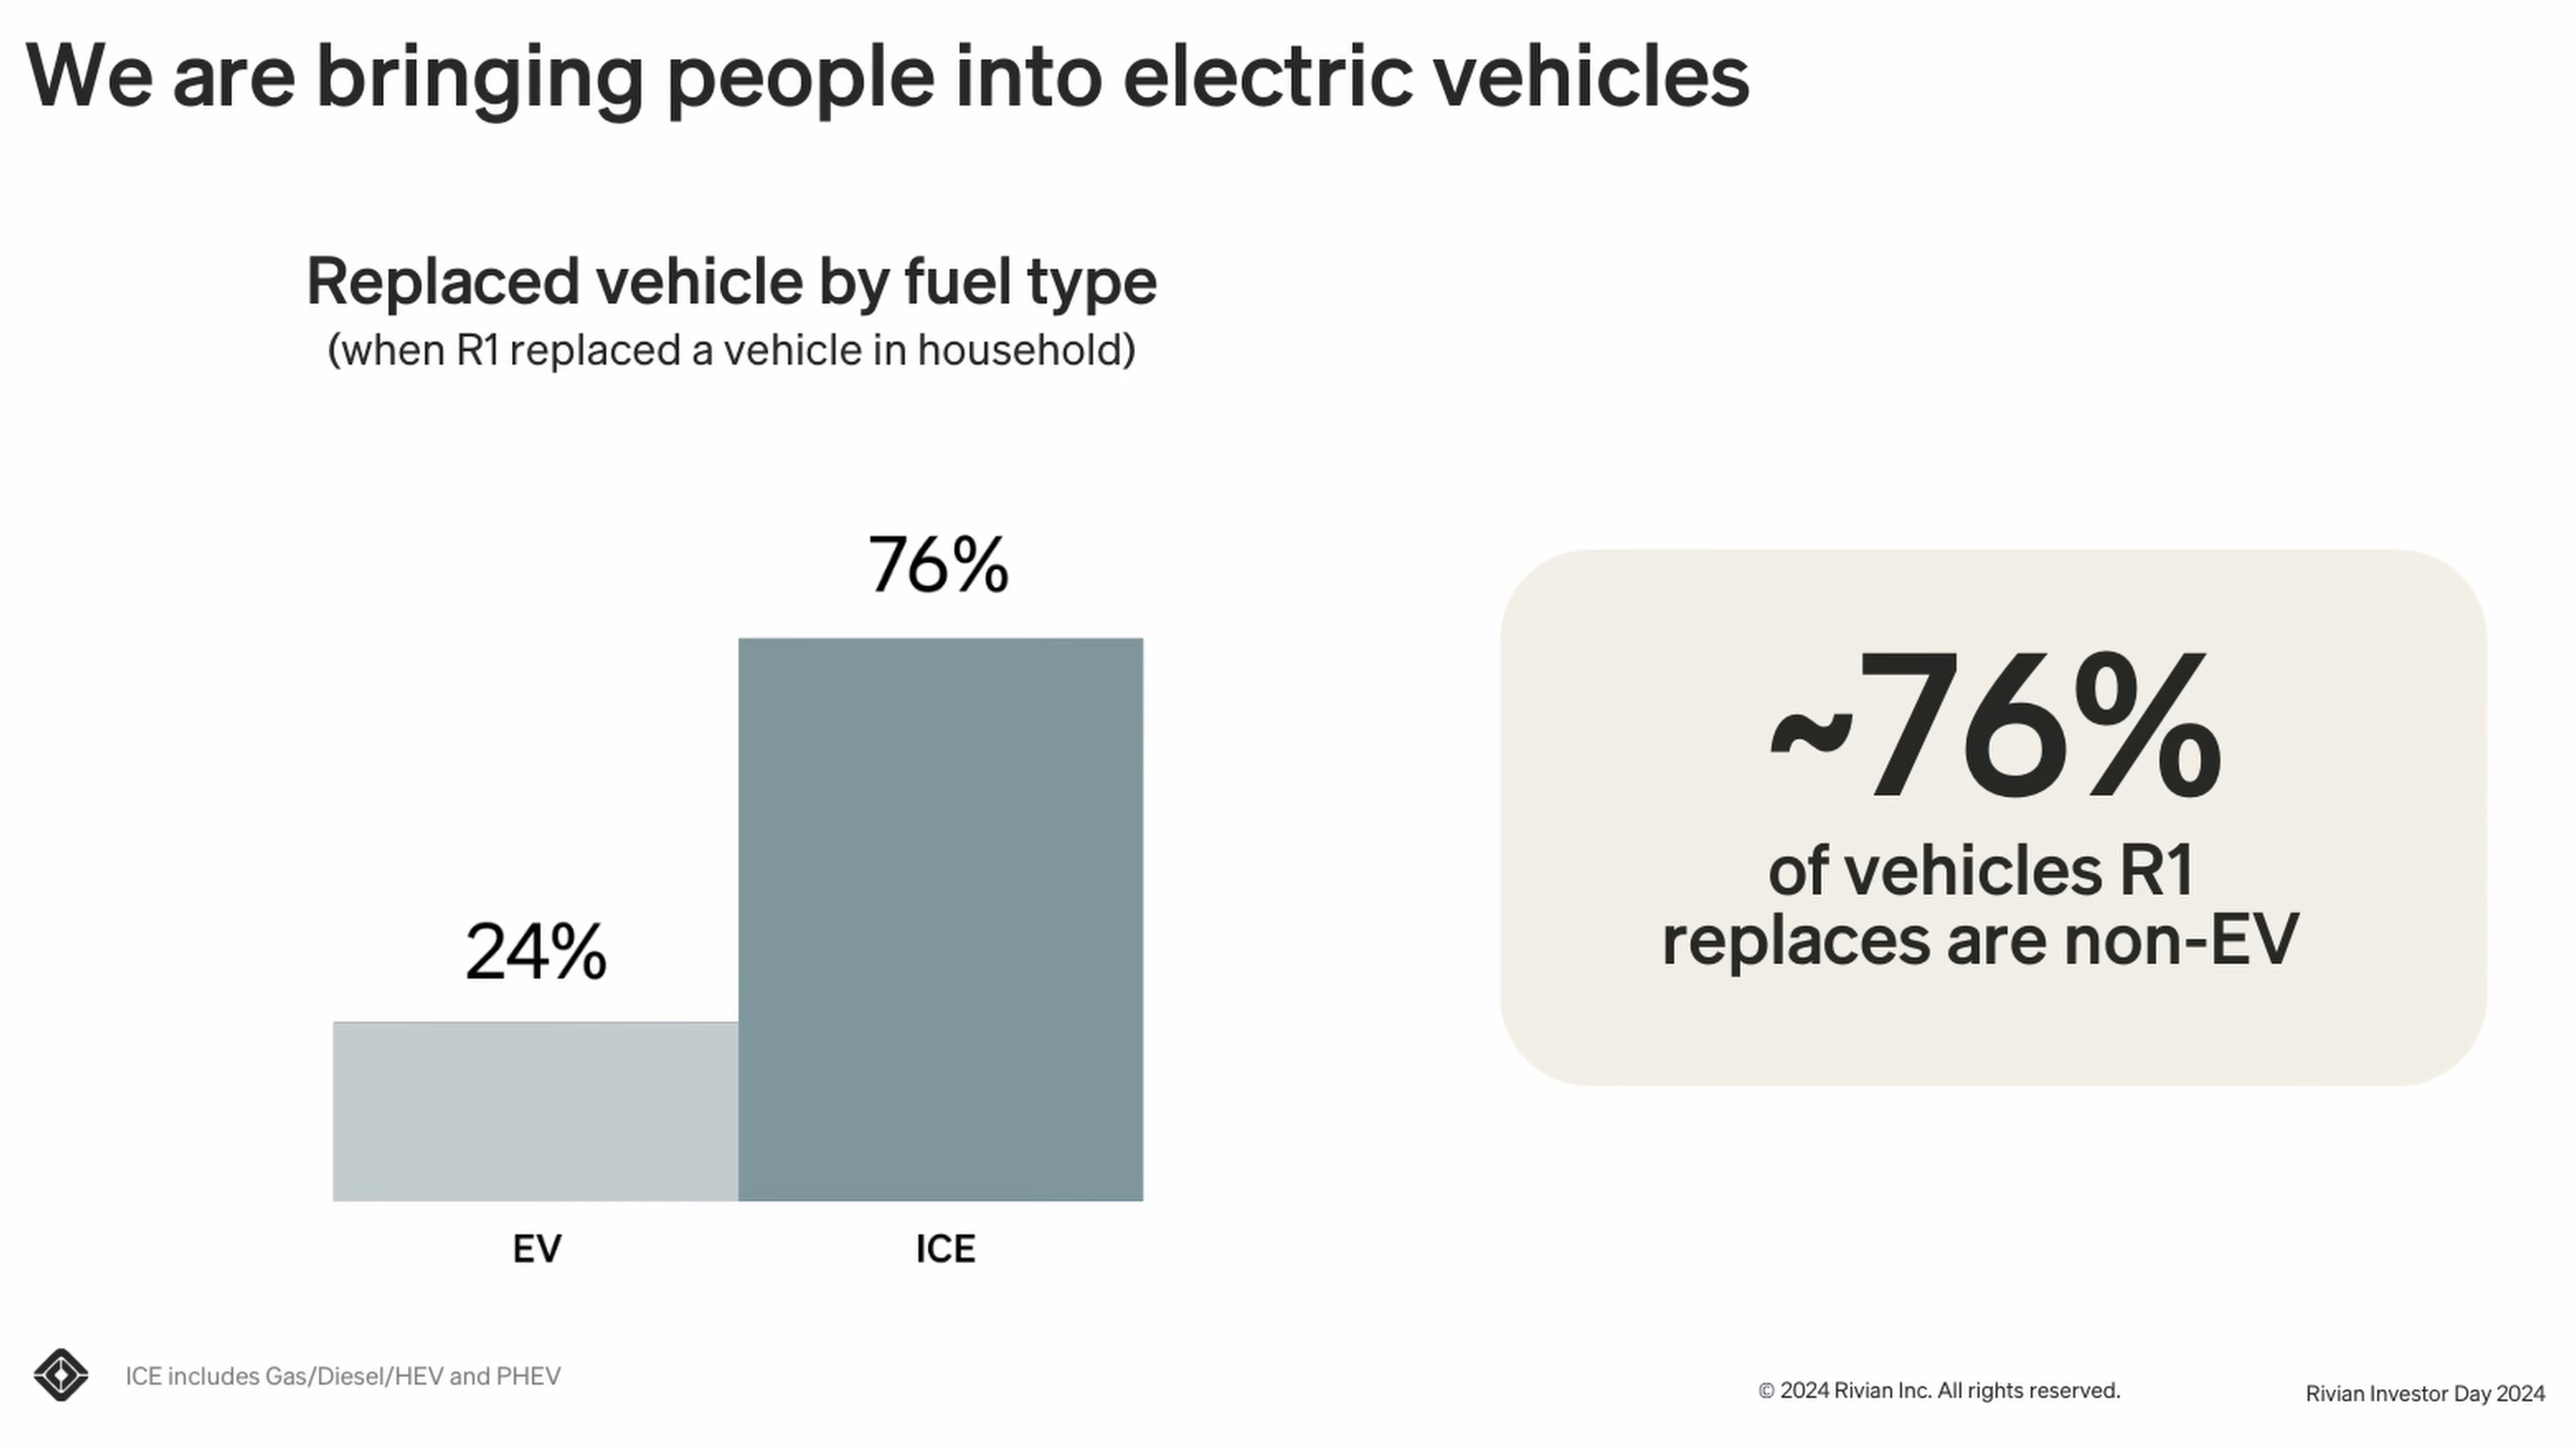 We are bringing people into electric vehicles
Replaced vehicle by fuel type
(when R1 replaced a vehicle in household)
76%
24%
EV
ICE
~76%
of vehicles R1
replaces are non-EV
ICE includes Gas/Diesel/HEV and PHEV
© 2024 Rivian Inc. All rights reserved.
Rivian Investor Day 2024